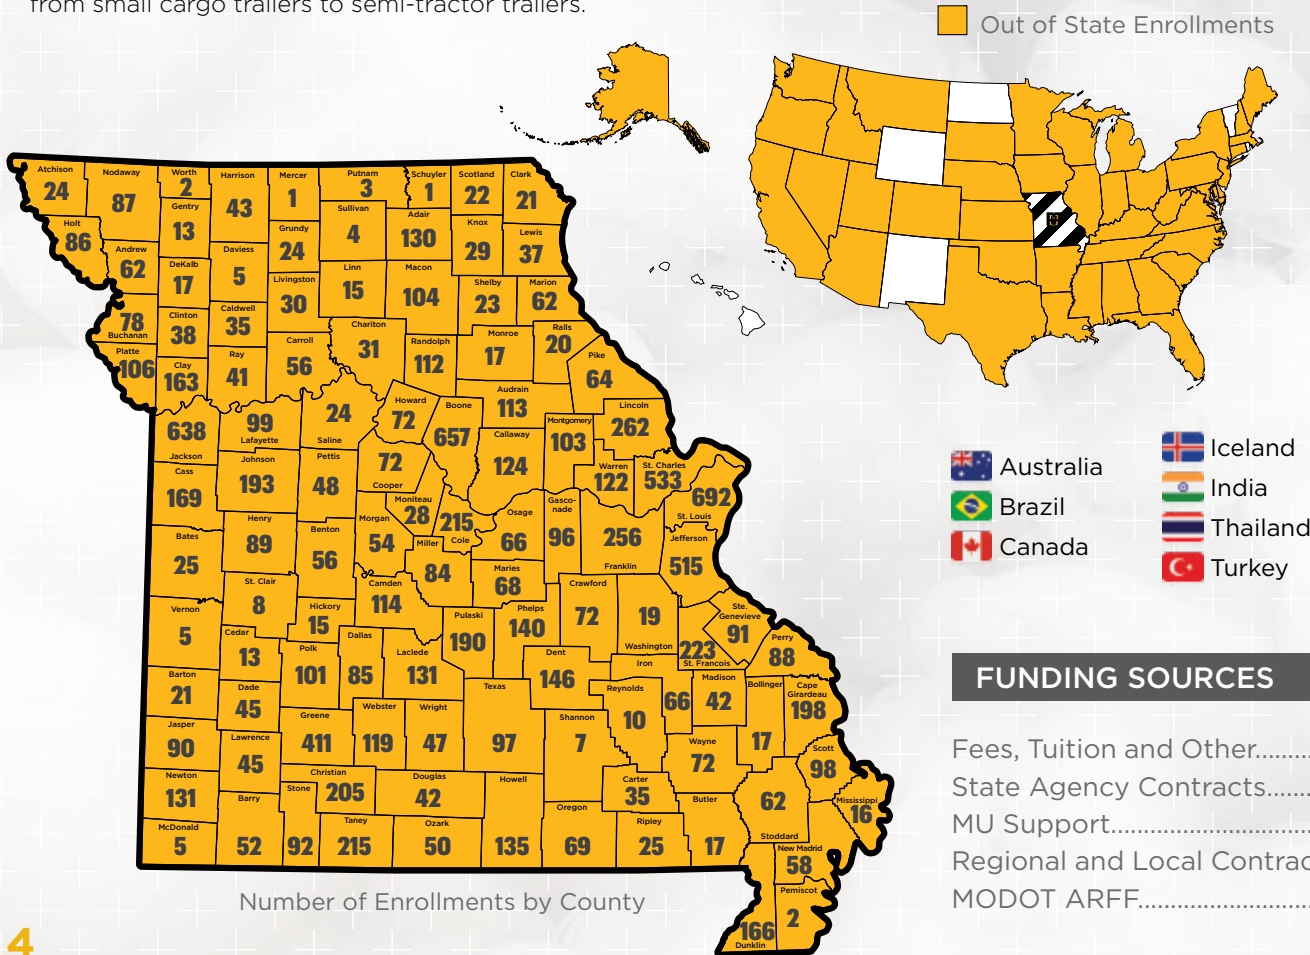 from small cargo trailers to semi-tractor trailers.
Out of State Enrollments
MU
Atchison
24
Nodaway
87
Worth
2
Harrison
43
Mercer
1
Putnam
3
Schuyler
1
Scotland
22
Clark
21
Holt
86
Andrew
62
Gentry
13
DeKalb
17
Daviess
5
Grundy
24
Sullivan
4
Adair
130
Knox
29
Lewis
37
78
Buchanan
Clinton
38
Caldwell
35
Livingston
30
Linn
15
Macon
104
Shelby
23
Marion
62
Platte
106
Clay
163
Ray
41
Carroll
56
Chariton
31
Randolph
112
Monroe
17
Ralls
20
Pike
64
638
Jackson
99
Lafayette
24
Saline
Howard
72
Boone
657
Audrain
113
Callaway
124
Montgomery
103
Lincoln
262
Warren
122
St. Charles
533
692
St. Louis
Cass
169
Johnson
193
Pettis
48
72
Cooper
Moniteau
28
215
Cole
Osage
66
Gasco-
nade
96
256
Franklin
Jefferson
515
Bates
25
Henry
89
Benton
56
Morgan
54
Miller
84
Maries
68
St. Clair
8
Hickory
15
Camden
114
Pulaski
190
Phelps
140
Crawford
72
19
Washington
223
St. Francois
Ste.
Genevieve
91
Perry
88
Vernon
5
Cedar
13
Polk
101
Dallas
85
Laclede
131
Texas
97
Dent
146
Iron
66
Reynolds
10
Madison
42
Bollinger
17
Cape
Girardeau
198
Barton
21
Dade
45
Greene
411
Webster
119
Wright
47
Shannon
7
Wayne
72
Scott
98
Jasper
90
Lawrence
45
Christian
205
Douglas
42
Howell
135
Carter
35
Butler
17
62
Stoddard
Mississippi
16
Newton
131
McDonald
5
Barry
52
Stone
92
Taney
215
Ozark
50
Oregon
69
Ripley
25
New Madrid
58
Pemiscot
2
166
Dunklin
Number of Enrollments by County
Australia
Brazil
Canada
Iceland
India
Thailand
Turkey
FUNDING SOURCES
Fees, Tuition and Other.........
State Agency Contracts......
MU Support..............................
Regional and Local Contrac
MODOT ARFF..........................
4